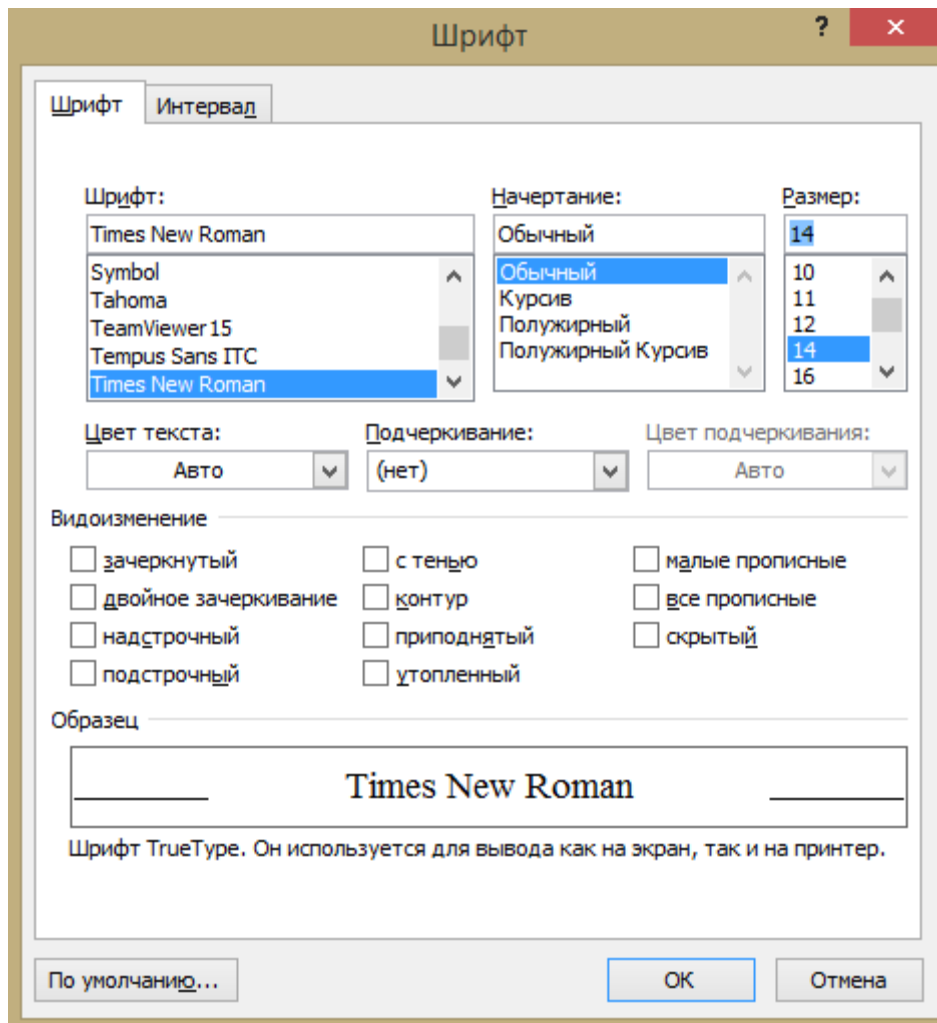 Шрифт ?
Шрифт Интервал
Шрифт: Начертание: Размер:
Times New Roman Обычный 14
Symbol Обычный 10
Tahoma Курсив 11
TeamViewer 15 Полужирный 12
Tempus Sans ITC Полужирный Курсив 14
Times New Roman 16
Цвет текста: Подчеркивание: Цвет подчеркивания:
Авто (нет) Авто
Видоизменение
зачеркнутый с тенью малые прописные
двойное зачеркивание контур все прописные
надстрочный приподнятый скрытый
подстрочный утопленный
Образец
Times New Roman
Шрифт TrueType. Он используется для вывода как на экран, так и на принтер.
По умолчанию... ОК Отмена